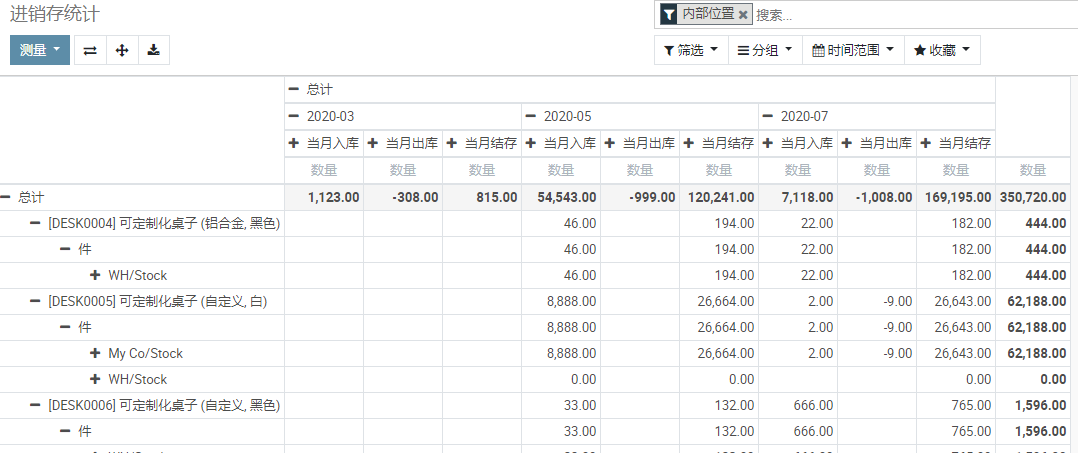 进销存统计
内部位置 搜索...
测量 筛选 分组 时间范围 收藏
总计
2020-03 2020-05 2020-07
当月入库 当月出库 当月结存 当月入库 当月出库 当月结存 当月入库 当月出库 当月结存
数量 数量 数量 数量 数量 数量 数量 数量 数量 数量
总计 1,123.00 -308.00 815.00 54,543.00 -999.00 120,241.00 7,118.00 -1,008.00 169,195.00 350,720.00
[DESK0004] 可定制化桌子 (铝合金, 黑色) 46.00 194.00 22.00 182.00 444.00
件 46.00 194.00 22.00 182.00 444.00
WH/Stock 46.00 194.00 22.00 182.00 444.00
[DESK0005] 可定制化桌子 (自定义, 白) 8,888.00 26,664.00 2.00 -9.00 26,643.00 62,188.00
件 8,888.00 26,664.00 2.00 -9.00 26,643.00 62,188.00
My Co/Stock 8,888.00 26,664.00 2.00 -9.00 26,643.00 62,188.00
WH/Stock 0.00 0.00 0.00 0.00
[DESK0006] 可定制化桌子 (自定义, 黑色) 33.00 132.00 666.00 765.00 1,596.00
件 33.00 132.00 666.00 765.00 1,596.00